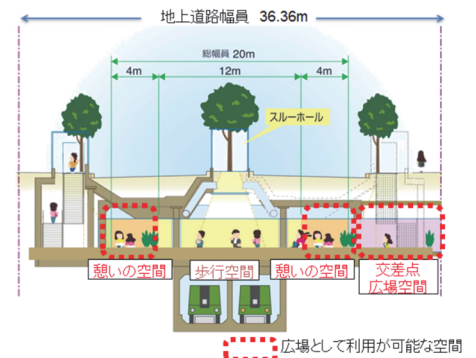 地上道路幅員 36.36m
総幅員 20m
4m
12m
4m
スルーホール
憩いの空間
歩行空間
憩いの空間
交差点
広場空間
広場として利用が可能な空間